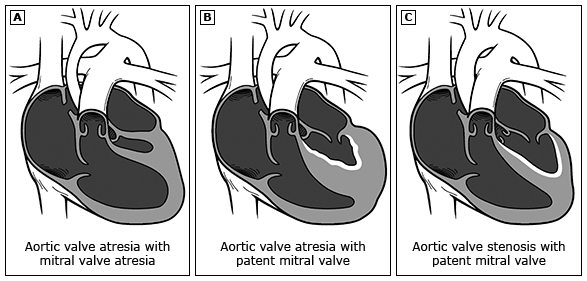 A
B
C
Aortic valve atresia with
mitral valve atresia
Aortic valve atresia with
patent mitral valve
Aortic valve stenosis with
patent mitral valve